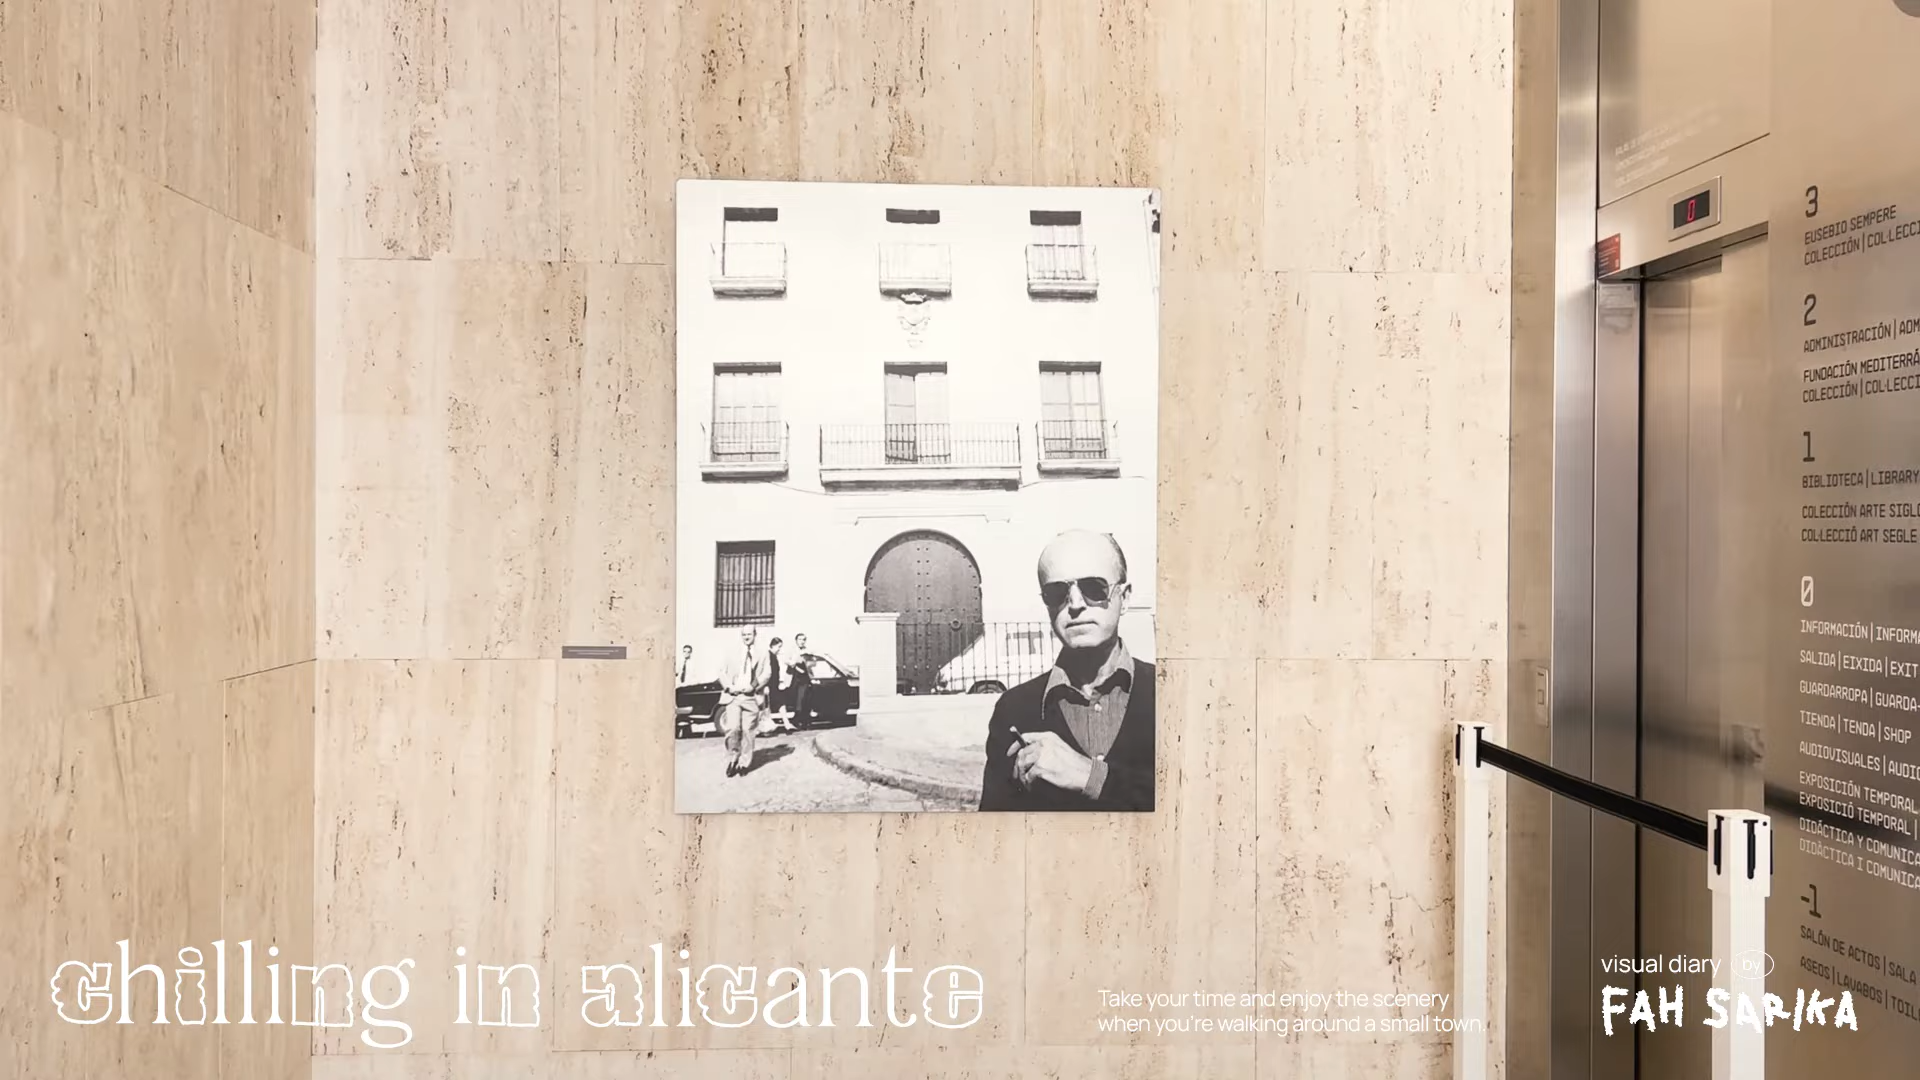 0
3
EUSEBIO SEMPERE
COLECCIÓN | COL·LECCI
2
ADMINISTRACIÓN | ADM
FUNDACIÓN MEDITERRÁ
COLECCIÓN | COL·LECCI
1
BIBLIOTECA | LIBRARY
COLECCIÓN ARTE SIGLO
COL·LECCIÓ ART SEGLE
0
INFORMACIÓN | INFORMA
SALIDA | EIXIDA | EXIT
GUARDARROPA | GUARDA-
TIENDA | TENDA | SHOP
AUDIOVISUALES | AUDIO
EXPOSICIÓN TEMPORAL
EXPOSICIÓ TEMPORAL |
DIDÁCTICA Y COMUNICA
DIDÀCTICA I COMUNICA
-1
SALÓN DE ACTOS | SALA
ASEOS | LAVABOS | TOIL
chilling in alicante
Take your time and enjoy the scenery
when you're walking around a small town.
visual diary by
FAH SARIKA